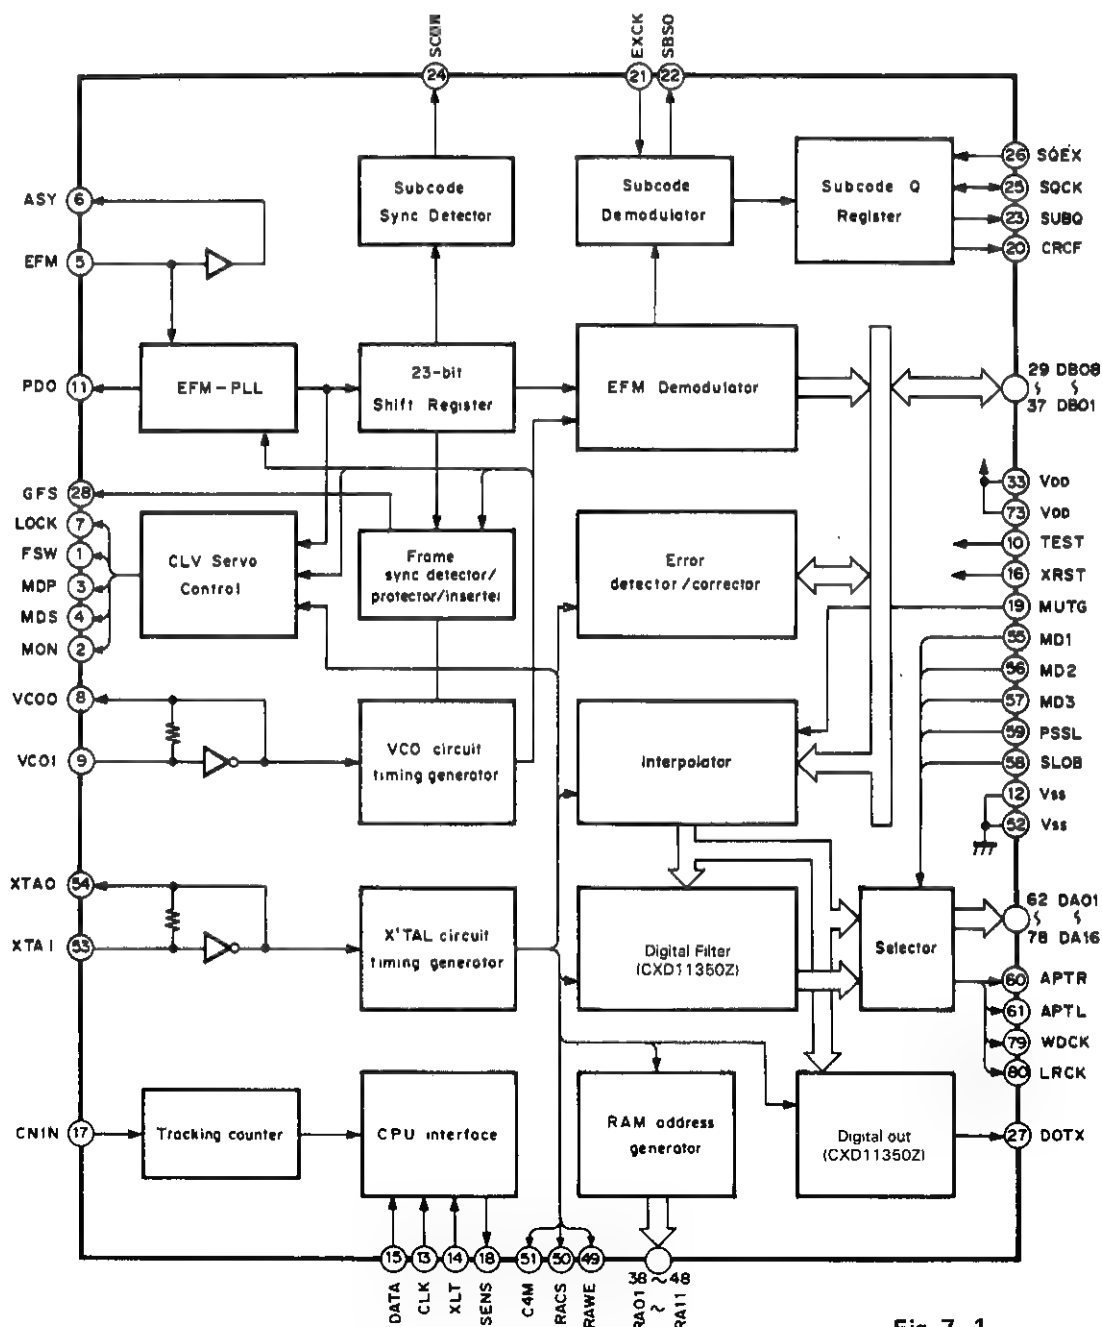 SCOR
24
EXCK
21
SBSO
22
ASY 6
EFM 5
Subcode
Sync Detector
Subcode
Demodulator
Subcode Q
Register
26 SQEX
25 SQCK
23 SUBQ
20 CRCF
PDO 11
EFM-PLL
23-bit
Shift Register
EFM Demodulator
29 DB08
37 DB01
GFS 28
LOCK 7
FSW 1
MDP 3
MDS 4
MON 2
CLV Servo
Control
Frame
sync detector/
protector/inserter
Error
detector/corrector
33 VDD
73 VDD
10 TEST
16 XRST
19 MUTG
55 MD1
56 MD2
57 MD3
59 PSSL
58 SLOB
12 Vss
52 Vss
VCOO 8
VCOI 9
VCO circuit
timing generator
Interpolator
XTAO 54
XTAI 53
X'TAL circuit
timing generator
Digital Filter
(CXD11350Z)
Selector
62 DA01
78 DA16
60 APTR
61 APTL
79 WDCK
80 LRCK
CNIN 17
Tracking counter
CPU interface
RAM address
generator
Digital out
(CXD11350Z)
27 DOTX
15
DATA
13
CLK
14
XLT
18
SENS
51
C4M
50
RACS
49
RAWE
38 ~ 48
RA01 ~ RA11
Fig. 7-1